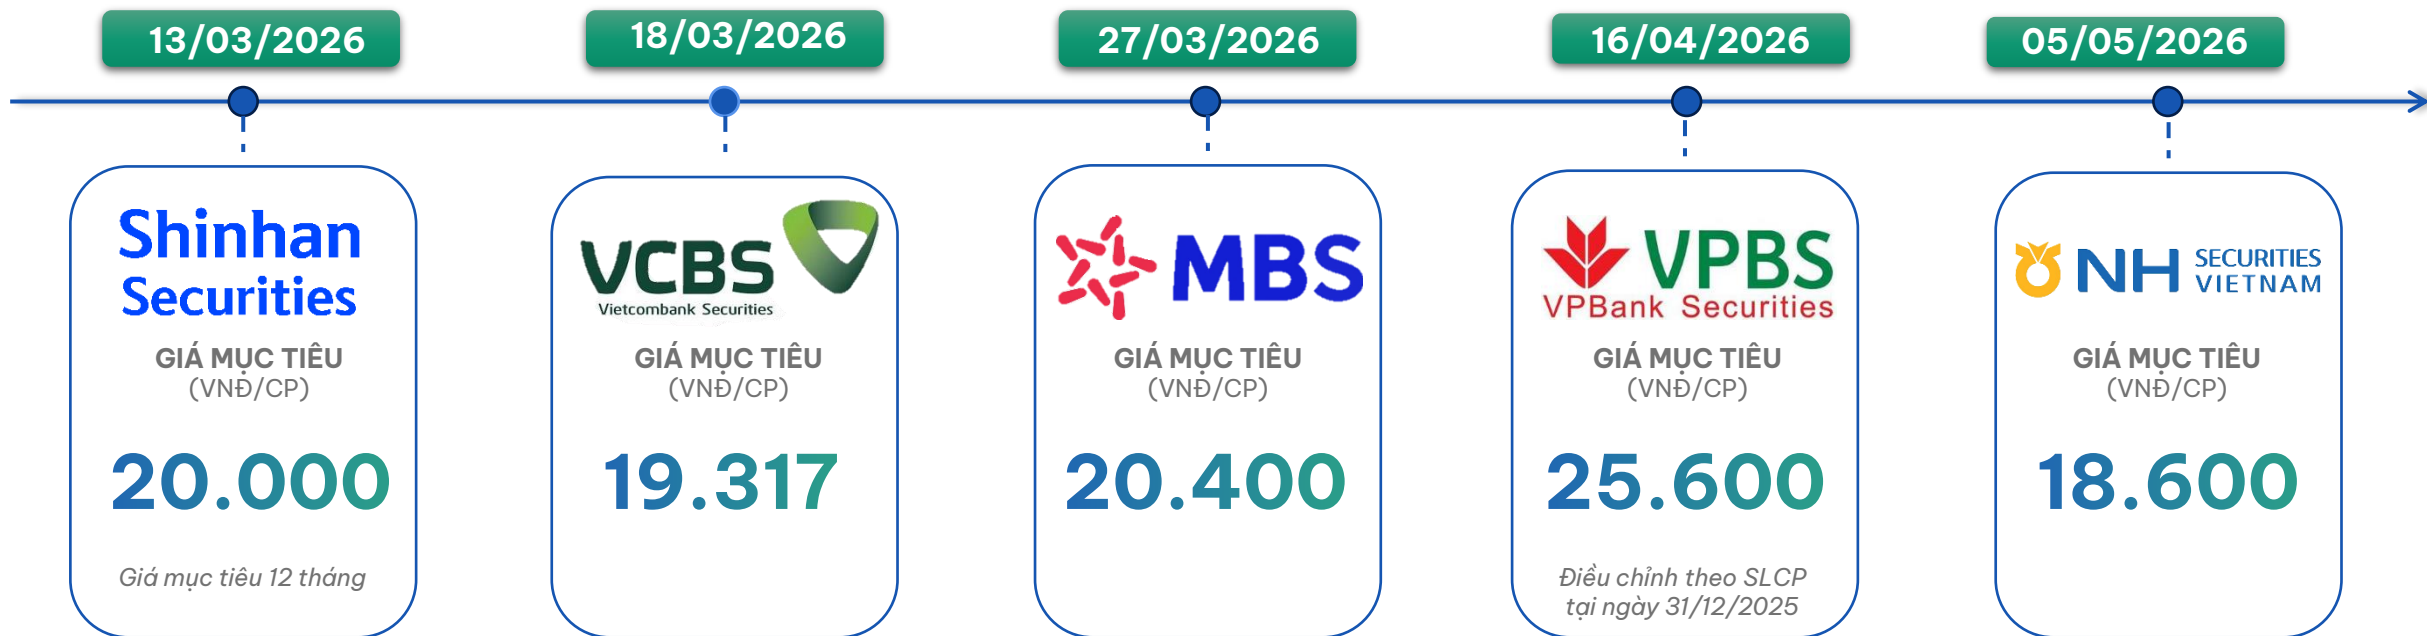 13/03/2026
18/03/2026
27/03/2026
16/04/2026
05/05/2026
Shinhan
Securities
GIÁ MỤC TIÊU
(VNĐ/CP)
20.000
Giá mục tiêu 12 tháng
VCBS
Vietcombank Securities
GIÁ MỤC TIÊU
(VNĐ/CP)
19.317
MBS
GIÁ MỤC TIÊU
(VNĐ/CP)
20.400
VPBS
VPBank Securities
GIÁ MỤC TIÊU
(VNĐ/CP)
25.600
Điều chỉnh theo SLCP
tại ngày 31/12/2025
NH SECURITIES
VIETNAM
GIÁ MỤC TIÊU
(VNĐ/CP)
18.600